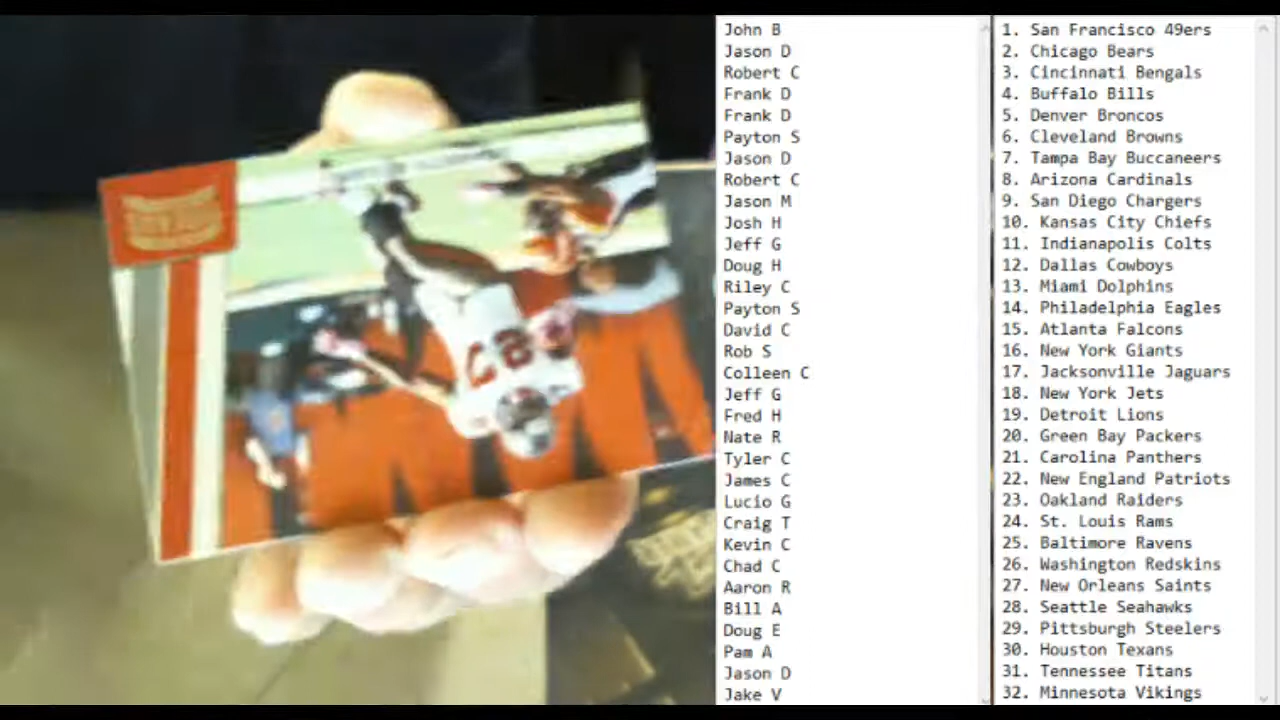 John B
Jason D
Robert C
Frank D
Frank D
Payton S
Jason D
Robert C
Jason M
Josh H
Jeff G
Doug H
Riley C
Payton S
David C
Rob S
Colleen C
Jeff G
Fred H
Nate R
Tyler C
James C
Lucio G
Craig T
Kevin C
Chad C
Aaron R
Bill A
Doug E
Pam A
Jason D
Jake V
1. San Francisco 49ers
2. Chicago Bears
3. Cincinnati Bengals
4. Buffalo Bills
5. Denver Broncos
6. Cleveland Browns
7. Tampa Bay Buccaneers
8. Arizona Cardinals
9. San Diego Chargers
10. Kansas City Chiefs
11. Indianapolis Colts
12. Dallas Cowboys
13. Miami Dolphins
14. Philadelphia Eagles
15. Atlanta Falcons
16. New York Giants
17. Jacksonville Jaguars
18. New York Jets
19. Detroit Lions
20. Green Bay Packers
21. Carolina Panthers
22. New England Patriots
23. Oakland Raiders
24. St. Louis Rams
25. Baltimore Ravens
26. Washington Redskins
27. New Orleans Saints
28. Seattle Seahawks
29. Pittsburgh Steelers
30. Houston Texans
31. Tennessee Titans
32. Minnesota Vikings